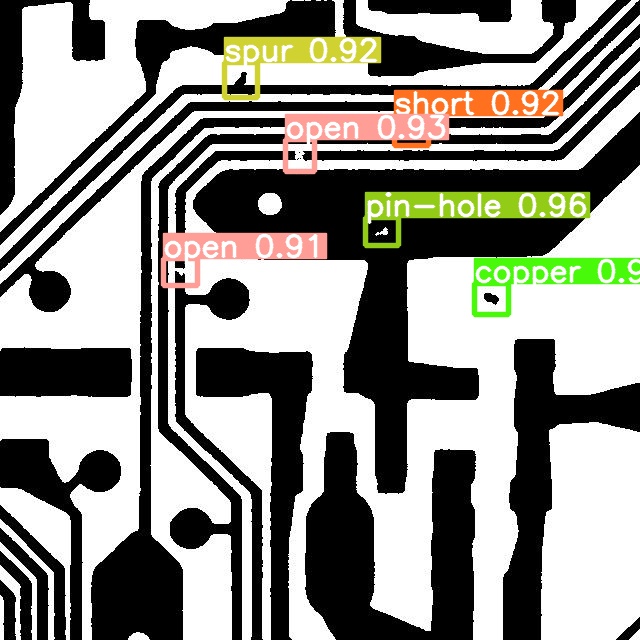 spur 0.92
short 0.92
open 0.93
pin-hole 0.96
open 0.91
copper 0.9